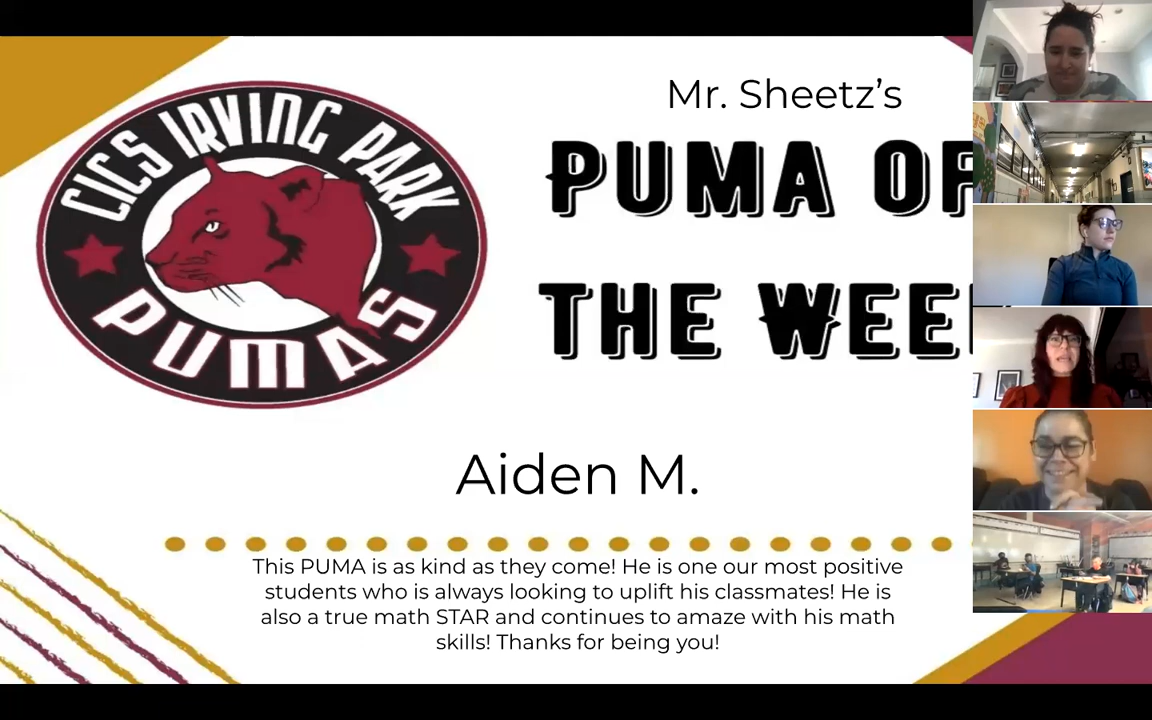 CICS IRVING PARK
PUMAS
Mr. Sheetz’s
PUMA OF
THE WEE
Aiden M.
This PUMA is as kind as they come! He is one our most positive
students who is always looking to uplift his classmates! He is
also a true math STAR and continues to amaze with his math
skills! Thanks for being you!